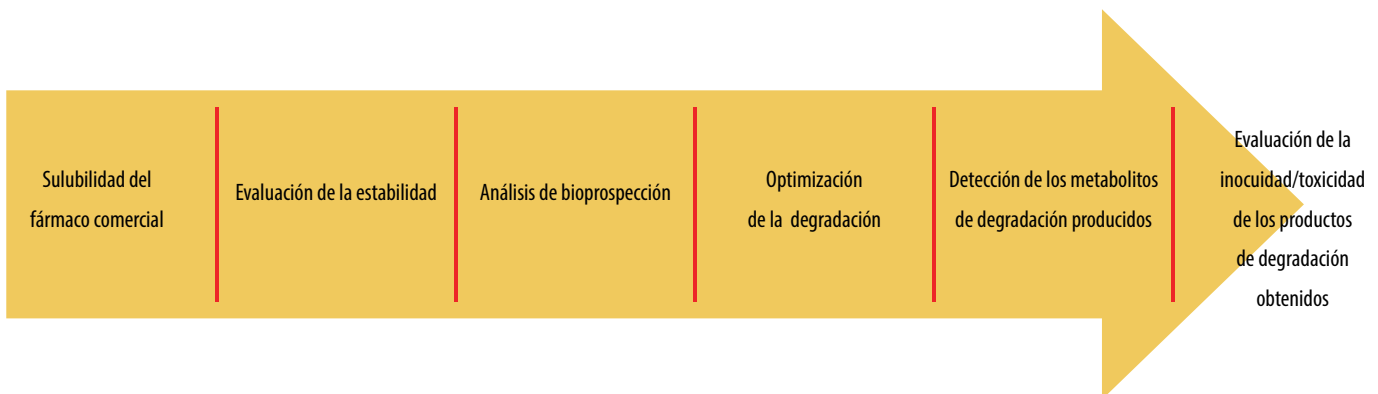 Sulubilidad del
fármaco comercial
Evaluación de la estabilidad
Análisis de bioprospección
Optimización
de la degradación
Detección de los metabolitos
de degradación producidos
Evaluación de la
inocuidad/toxicidad
de los productos
de degradación
obtenidos